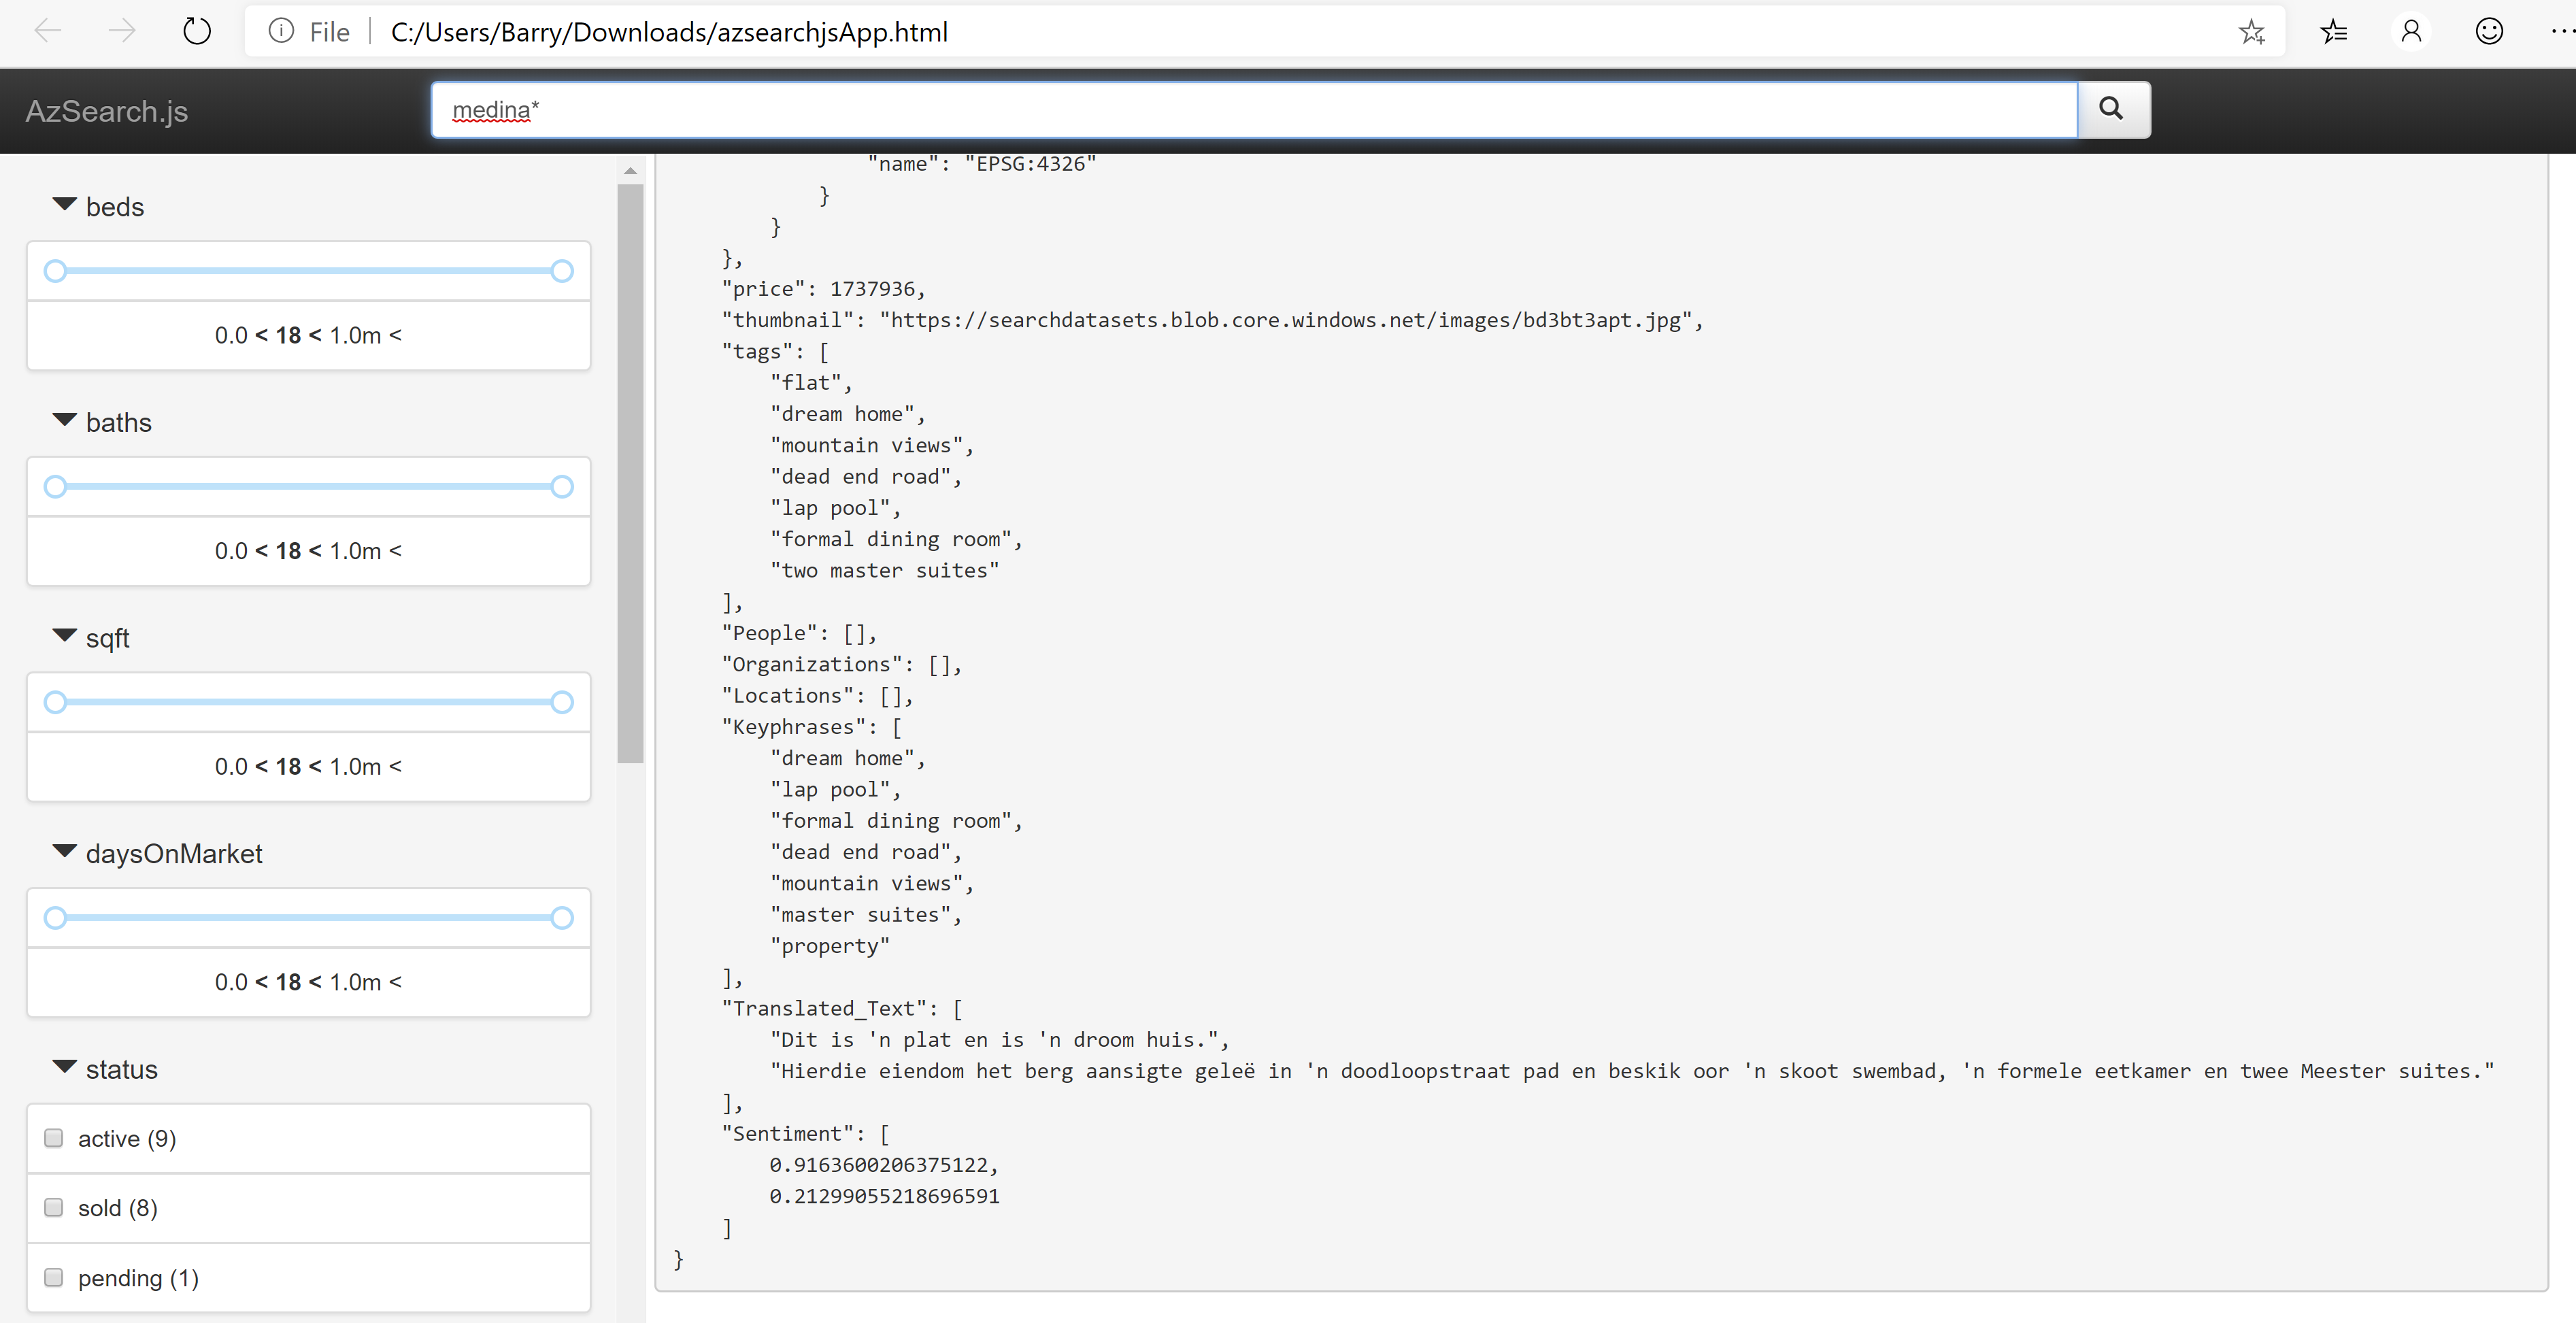 File | C:/Users/Barry/Downloads/azsearchjsApp.html
AzSearch.js
medina*
beds
0.0 < 18 < 1.0m <
baths
0.0 < 18 < 1.0m <
sqft
0.0 < 18 < 1.0m <
daysOnMarket
0.0 < 18 < 1.0m <
status
active (9)
sold (8)
pending (1)
"name": "EPSG:4326"
}
}
},
"price": 1737936,
"thumbnail": "https://searchdatasets.blob.core.windows.net/images/bd3bt3apt.jpg",
"tags": [
"flat",
"dream home",
"mountain views",
"dead end road",
"lap pool",
"formal dining room",
"two master suites"
],
"People": [],
"Organizations": [],
"Locations": [],
"Keyphrases": [
"dream home",
"lap pool",
"formal dining room",
"dead end road",
"mountain views",
"master suites",
"property"
],
"Translated_Text": [
"Dit is 'n plat en is 'n droom huis.",
"Hierdie eiendom het berg aansigte geleë in 'n doodloopstraat pad en beskik oor 'n skoot swembad, 'n formele eetkamer en twee Meester suites."
],
"Sentiment": [
0.9163600206375122,
0.21299055218696591
]
}